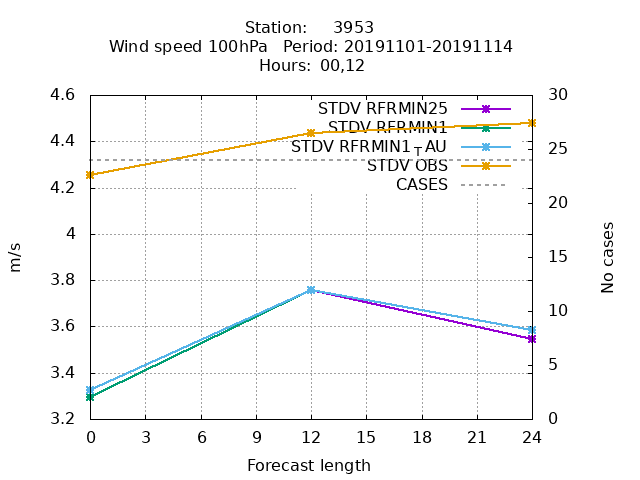 Station: 3953
Wind speed 100hPa Period: 20191101-20191114
Hours: 00,12
4.6
4.4
4.2
4
3.8
3.6
3.4
3.2
m/s
30
25
20
15
10
5
0
No cases
STDV RFRMIN25
STDV RFRMIN1
STDV RFRMIN1_TAU
STDV OBS
CASES
0 3 6 9 12 15 18 21 24
Forecast length